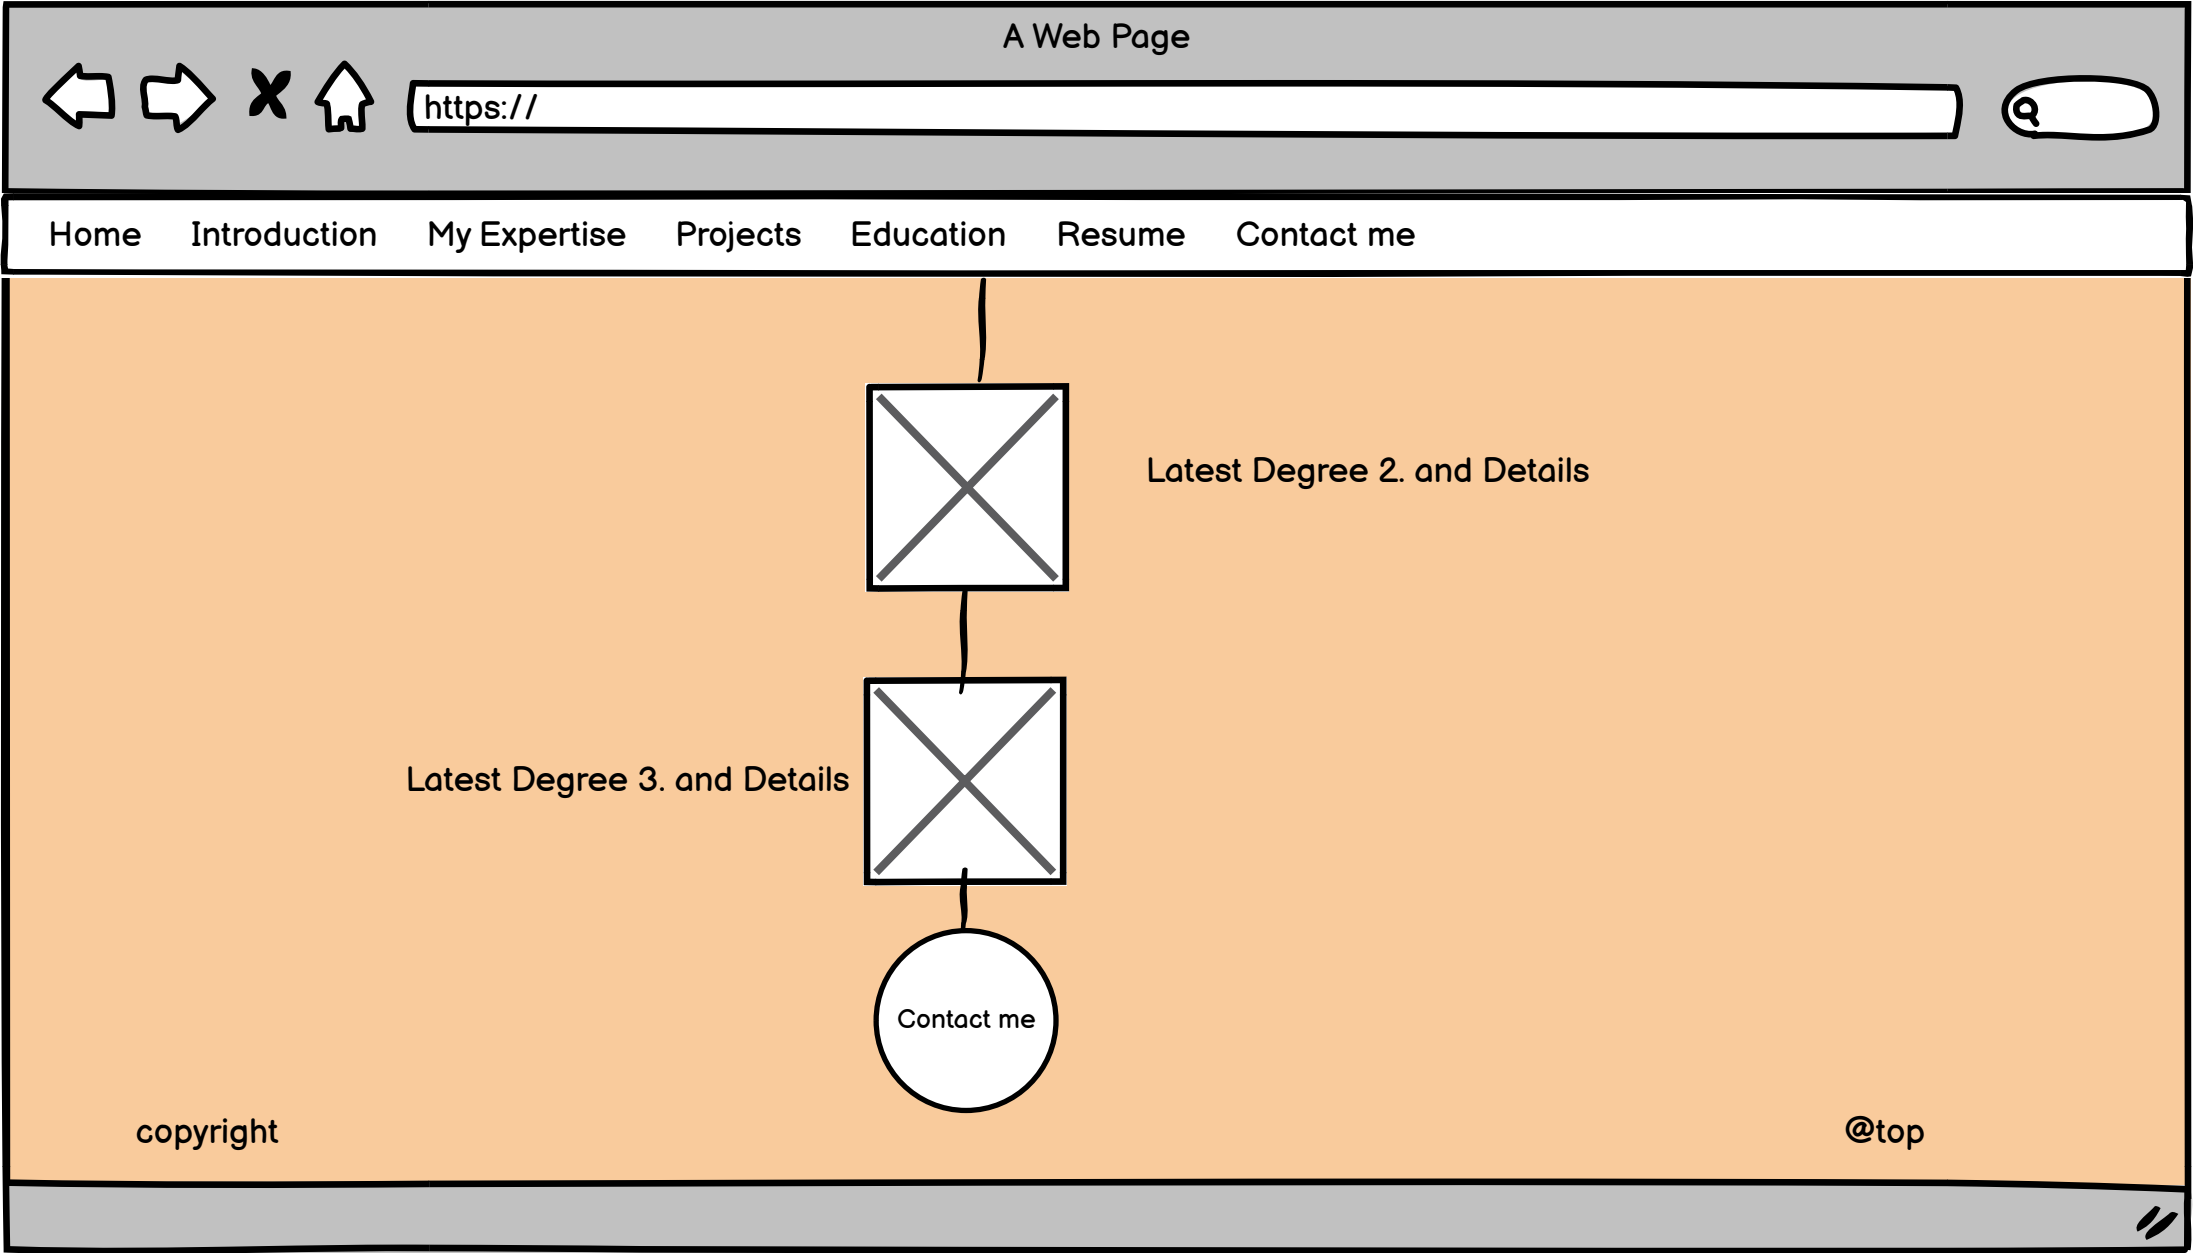 A Web Page
https://
Home Introduction My Expertise Projects Education Resume Contact me
Latest Degree 2. and Details
Latest Degree 3. and Details
Contact me
copyright @top